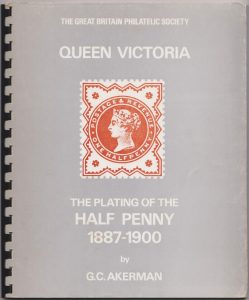 THE GREAT BRITAIN PHILATELIC SOCIETY
QUEEN VICTORIA
POSTAGE & REVENUE
ONE HALFPENNY
THE PLATING OF THE
HALF PENNY
1887-1900
by
G.C. AKERMAN